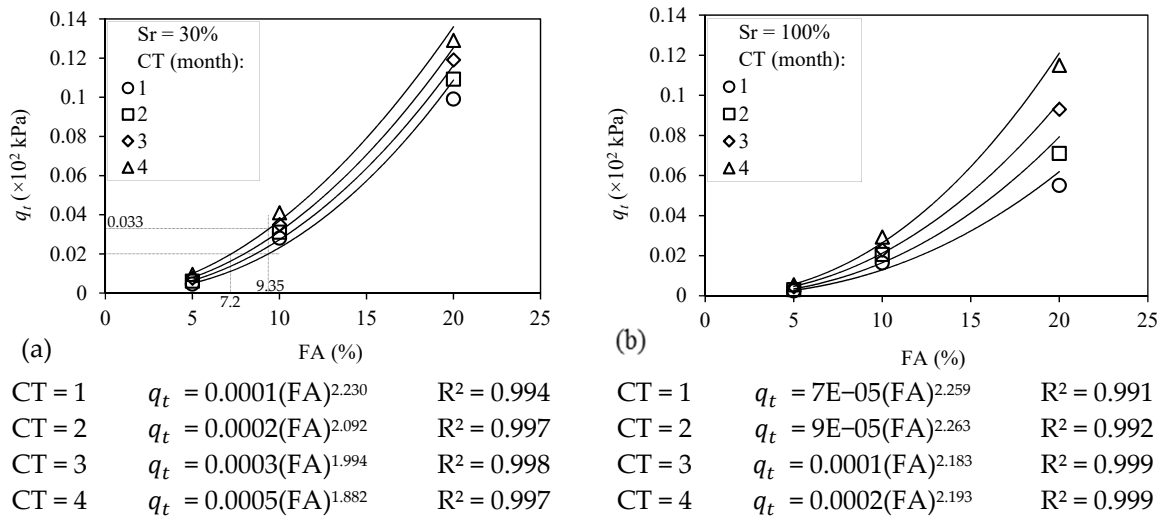 0.14
0.12
0.1
0.08
0.06
0.04
0.02
0
qt (×10² kPa)
Sr = 30%
CT (month):
1
2
3
4
0.033
7.2
9.35
0 5 10 15 20 25
FA (%)
(a)
0.14
0.12
0.1
0.08
0.06
0.04
0.02
0
qt (×10² kPa)
Sr = 100%
CT (month):
1
2
3
4
0 5 10 15 20 25
FA (%)
(b)
CT = 1 qt = 0.0001(FA)^2.230 R² = 0.994
CT = 2 qt = 0.0002(FA)^2.092 R² = 0.997
CT = 3 qt = 0.0003(FA)^1.994 R² = 0.998
CT = 4 qt = 0.0005(FA)^1.882 R² = 0.997
CT = 1 qt = 7E−05(FA)^2.259 R² = 0.991
CT = 2 qt = 9E−05(FA)^2.263 R² = 0.992
CT = 3 qt = 0.0001(FA)^2.183 R² = 0.999
CT = 4 qt = 0.0002(FA)^2.193 R² = 0.999